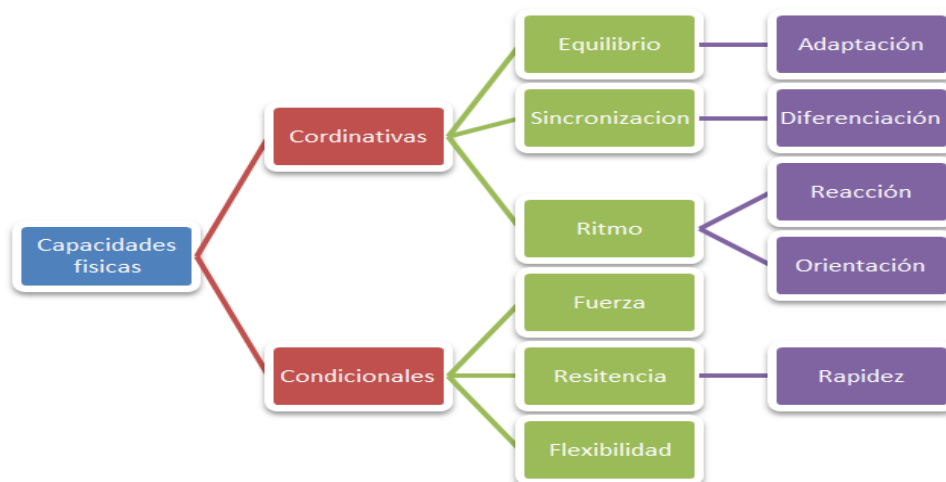 Capacidades
fisicas
Cordinativas
Equilibrio
Adaptación
Sincronizacion
Diferenciación
Ritmo
Reacción
Orientación
Condicionales
Fuerza
Resitencia
Rapidez
Flexibilidad